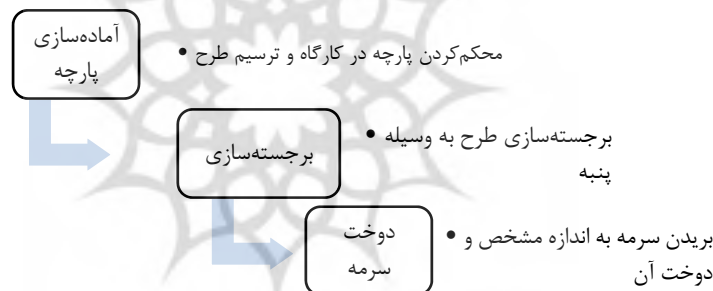 آماده‌سازی
پارچه
محکم‌کردن پارچه در کارگاه و ترسیم طرح •
برجسته‌سازی
برجسته‌سازی طرح به وسیله •
پنبه
دوخت
سرمه
بریدن سرمه به اندازه مشخص و •
دوخت آن